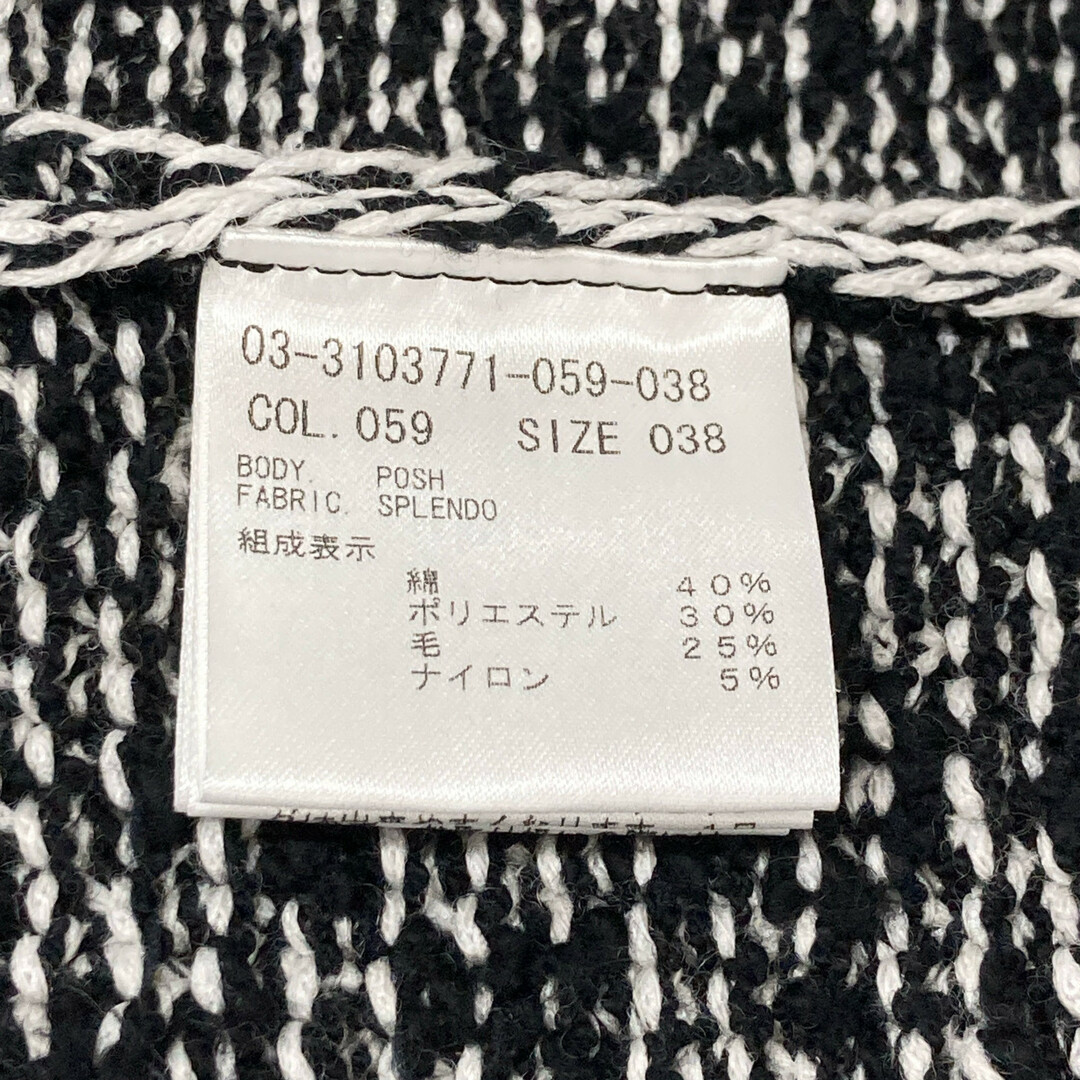 03-3103771-059-038
COL. 059 SIZE 038
BODY. POSH
FABRIC. SPLENDO
組成表示
綿 40%
ポリエステル 30%
毛 25%
ナイロン 5%